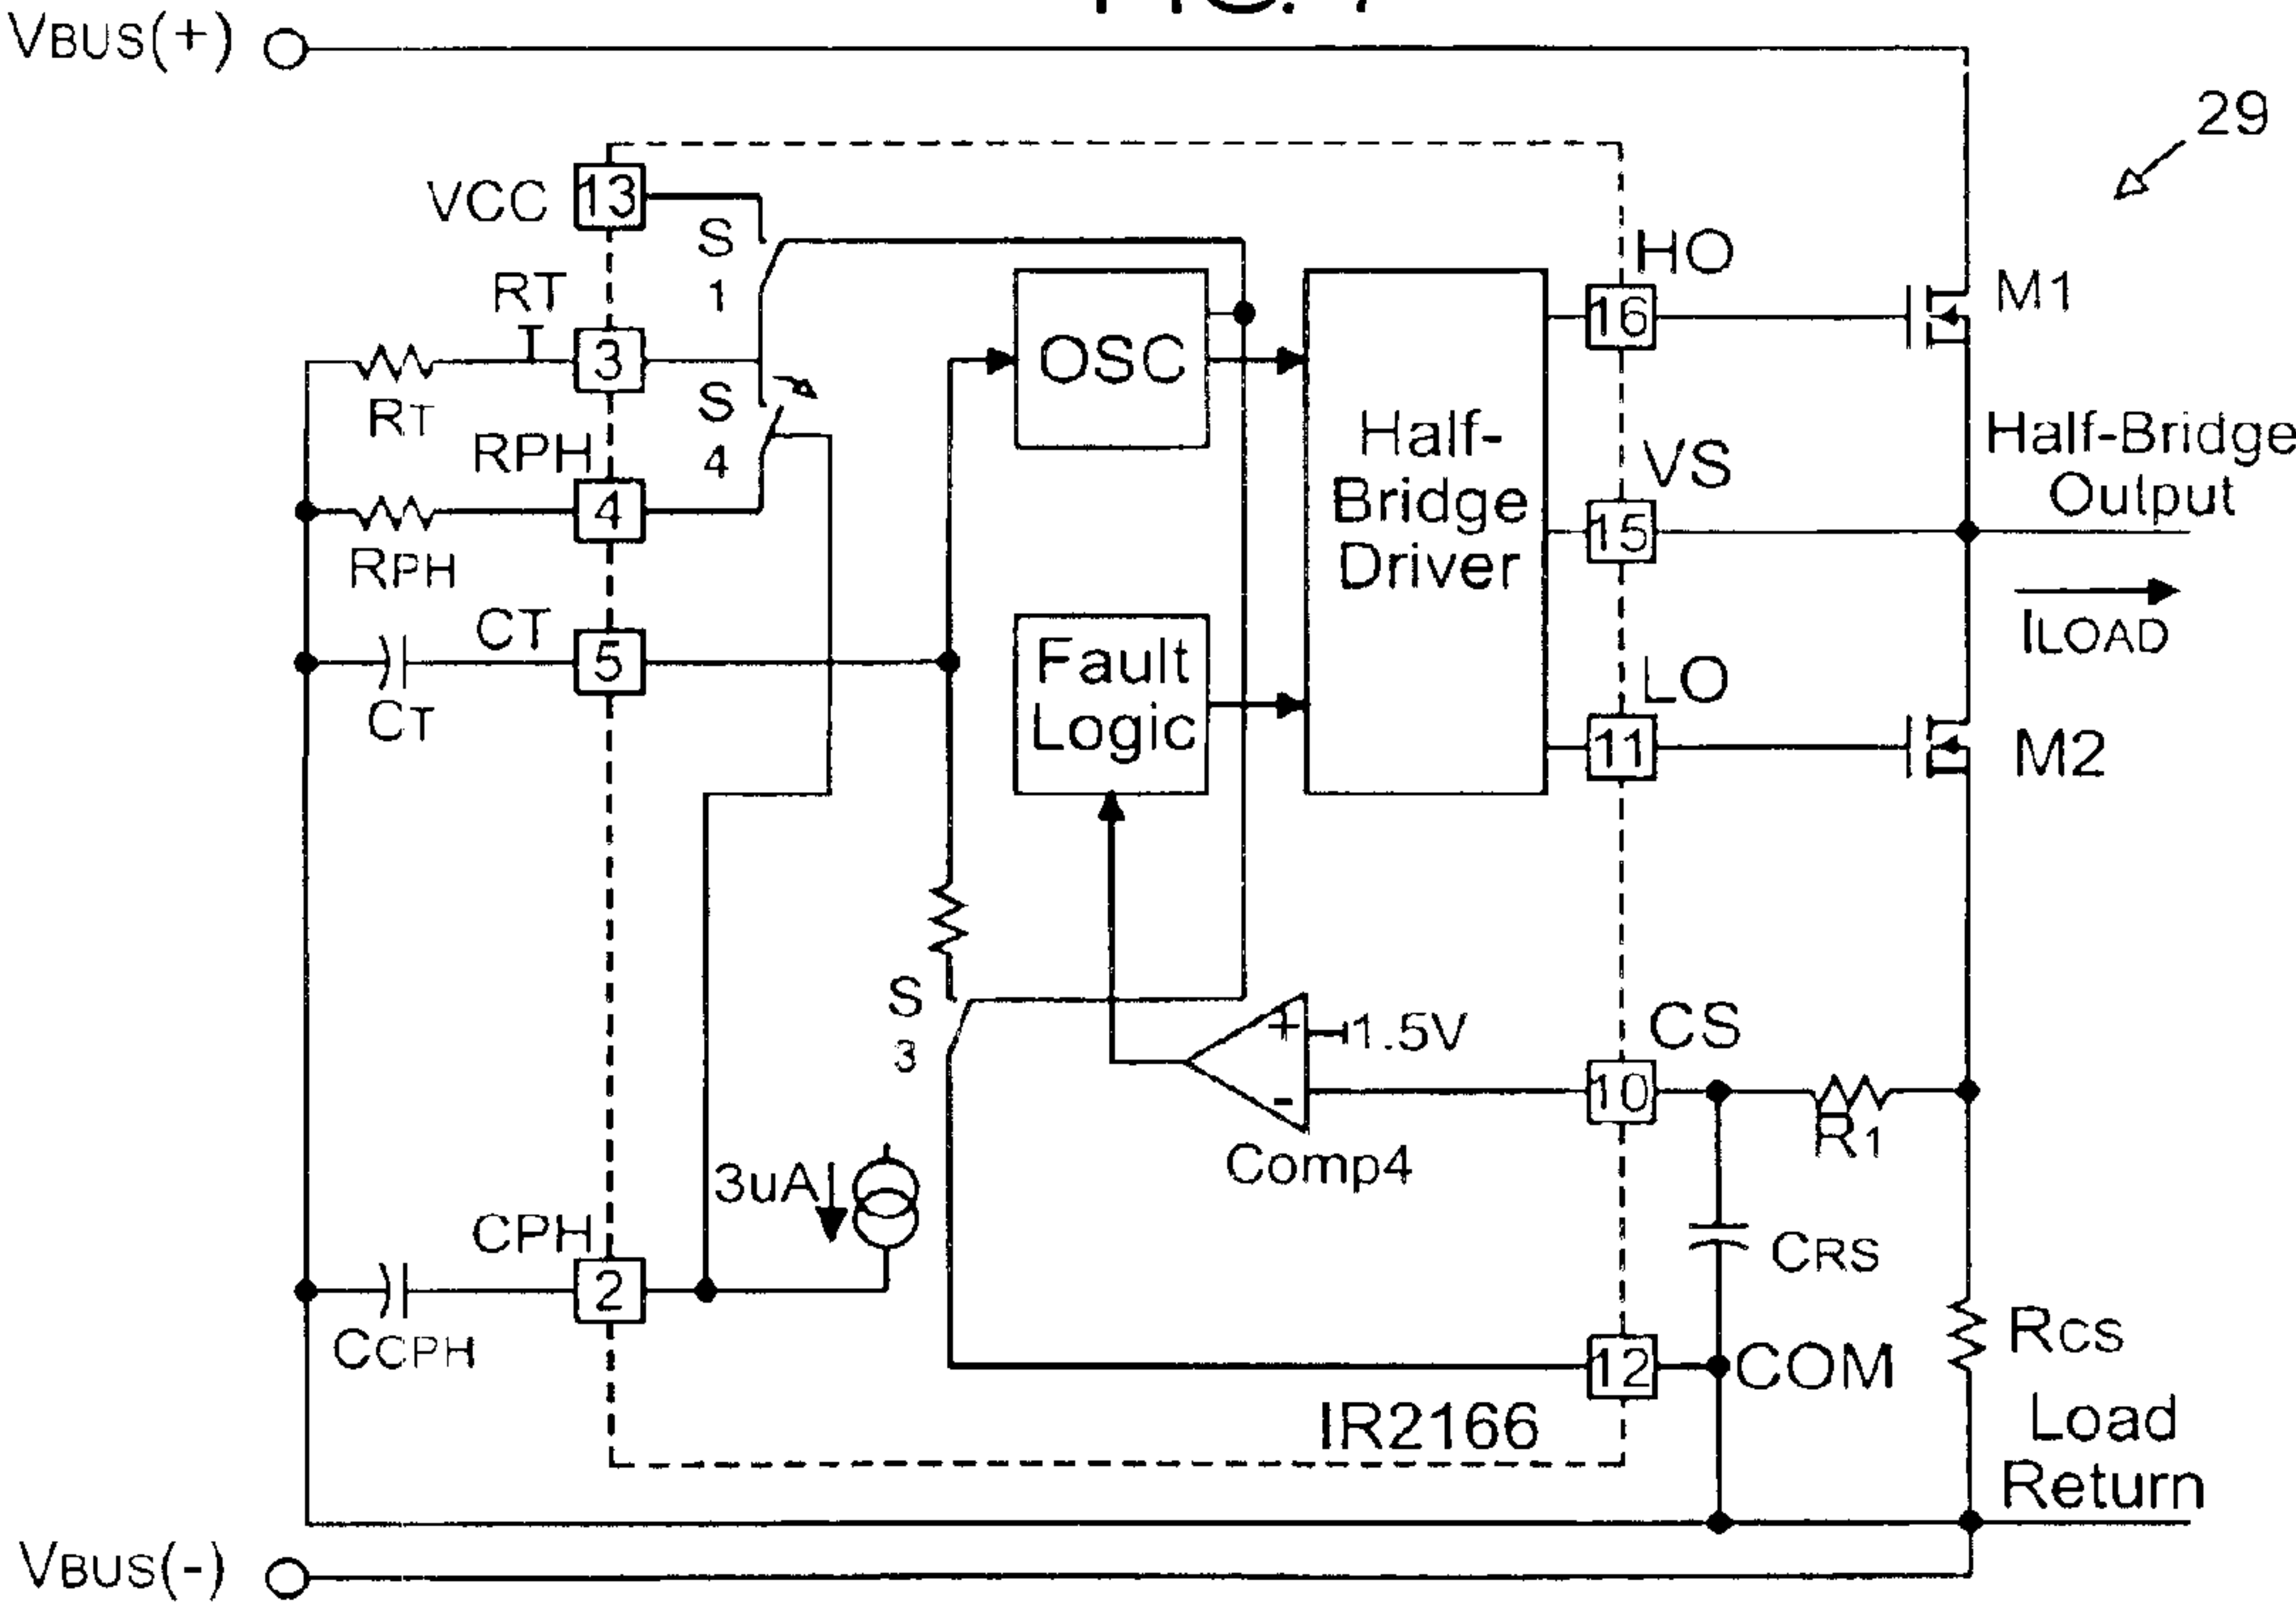 VBUS(+)
29
VCC
13
S
1
HO
16
M1
RT
3
RT
OSC
S
4
RPH
4
RPH
Half-
Bridge
Driver
VS
15
Half-Bridge
Output
ILOAD
CT
5
CT
Fault
Logic
LO
11
M2
S
3
+
1.5V
-
Comp4
CS
10
R1
3uA
CPH
2
CCPH
CRS
RCS
12
COM
IR2166
Load
Return
VBUS(-)